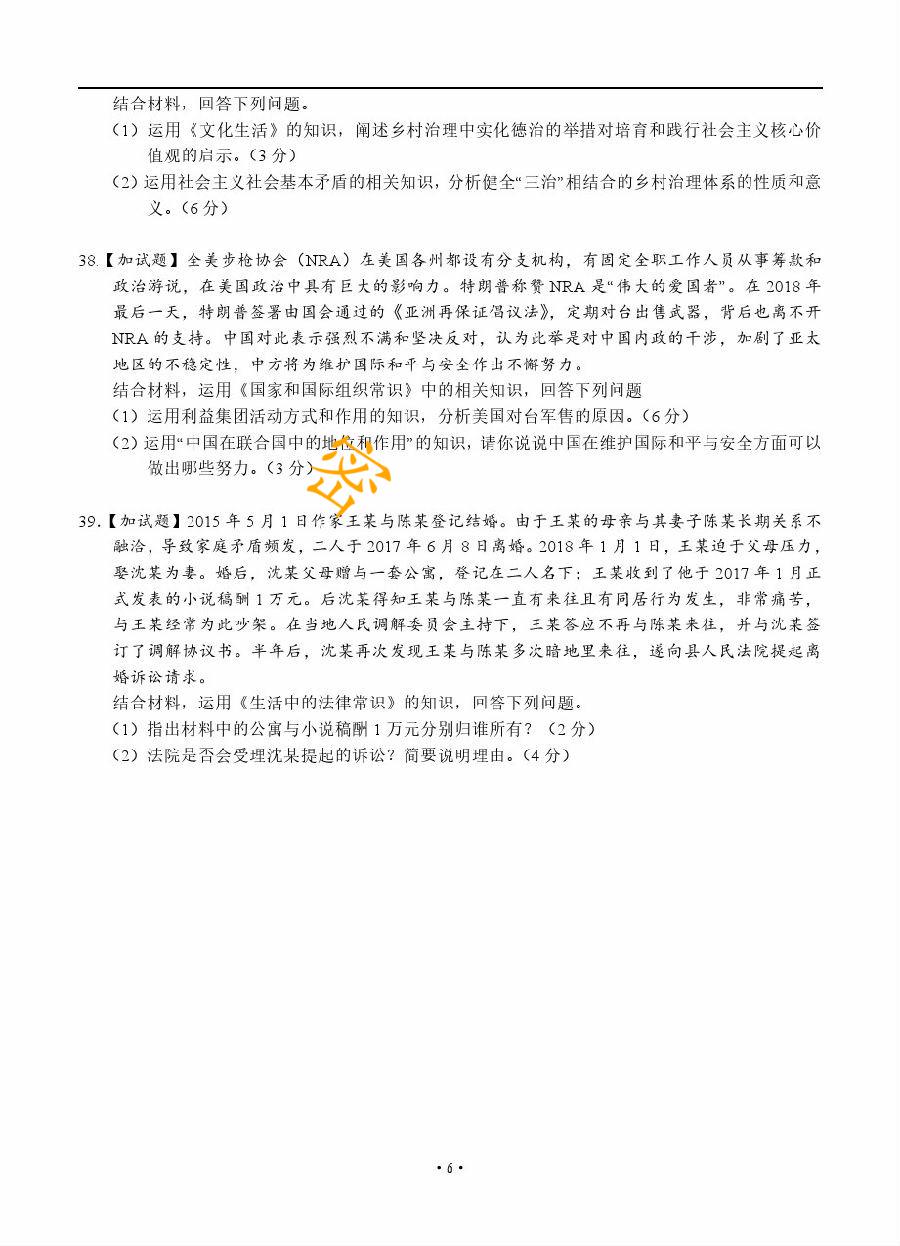 结合材料，回答下列问题。
（1）运用《文化生活》的知识，阐述乡村治理中实化德治的举措对培育和践行社会主义核心价
值观的启示。（3 分）
（2）运用社会主义社会基本矛盾的相关知识，分析健全“三治”相结合的乡村治理体系的性质和意
义。（6 分）
38.【加试题】全美步枪协会（NRA）在美国各州都设有分支机构，有固定全职工作人员从事筹款和
政治游说，在美国政治中具有巨大的影响力。特朗普称赞 NRA 是“伟大的爱国者”。在 2018 年
最后一天，特朗普签署由国会通过的《亚洲再保证倡议法》，定期对台出售武器，背后也离不开
NRA 的支持。中国对此表示强烈不满和坚决反对，认为此举是对中国内政的干涉，加剧了亚太
地区的不稳定性，中方将为维护国际和平与安全作出不懈努力。
结合材料，运用《国家和国际组织常识》中的相关知识，回答下列问题
（1）运用利益集团活动方式和作用的知识，分析美国对台军售的原因。（6 分）
（2）运用“中国在联合国中的地位和作用”的知识，请你说说中国在维护国际和平与安全方面可以
做出哪些努力。（3 分）
密
39.【加试题】2015 年 5 月 1 日作家王某与陈某登记结婚。由于王某的母亲与其妻子陈某长期关系不
融洽，导致家庭矛盾频发，二人于 2017 年 6 月 8 日离婚。2018 年 1 月 1 日，王某迫于父母压力，
娶沈某为妻。婚后，沈某父母赠与一套公寓，登记在二人名下；王某收到了他于 2017 年 1 月正
式发表的小说稿酬 1 万元。后沈某得知王某与陈某一直有来往且有同居行为发生，非常痛苦，
与王某经常为此吵架。在当地人民调解委员会主持下，王某答应不再与陈某来往，并与沈某签
订了调解协议书。半年后，沈某再次发现王某与陈某多次暗地里来往，遂向县人民法院提起离
婚诉讼请求。
结合材料，运用《生活中的法律常识》的知识，回答下列问题。
（1）指出材料中的公寓与小说稿酬 1 万元分别归谁所有？（2 分）
（2）法院是否会受理沈某提起的诉讼？简要说明理由。（4 分）
• 6 •